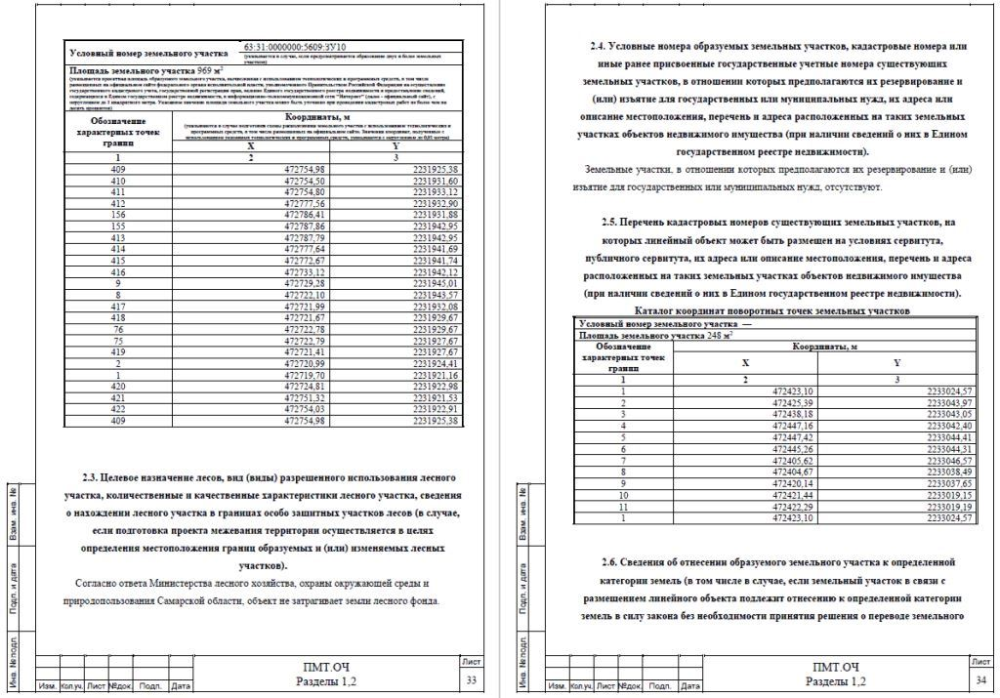 Условный номер земельного участка
63:31:0000000:5609:ЗУ10
(указывается в случае, если предусматривается образование двух и более земельных
участков)
Площадь земельного участка 969 м²
Обозначение
характерных точек
границ
Координаты, м
X
Y
1 2 3
409 472754,98 2231925,38
410 472754,50 2231931,60
411 472754,80 2231933,12
412 472777,56 2231932,90
156 472786,41 2231931,88
155 472787,86 2231942,95
413 472787,79 2231942,95
414 472777,64 2231941,69
415 472772,67 2231941,74
416 472733,12 2231942,12
9 472729,28 2231945,01
8 472722,10 2231943,57
417 472721,99 2231932,08
418 472721,67 2231929,67
76 472722,78 2231929,67
75 472722,79 2231927,67
419 472721,41 2231927,67
2 472720,99 2231924,41
1 472719,70 2231921,16
420 472724,81 2231922,98
421 472751,32 2231921,53
422 472754,03 2231922,91
409 472754,98 2231925,38
2.3. Целевое назначение лесов, вид (виды) разрешенного использования лесного
участка, количественные и качественные характеристики лесного участка, сведения
о нахождении лесного участка в границах особо защитных участков лесов (в случае,
если подготовка проекта межевания территории осуществляется в целях
определения местоположения границ образуемых и (или) изменяемых лесных
участков).
Согласно ответа Министерства лесного хозяйства, охраны окружающей среды и
природопользования Самарской области, объект не затрагивает земли лесного фонда.
Взам. инв. №
Подп. и дата
Инв. №подл.
Изм. Кол.уч. Лист №док. Подп. Дата
ПМТ.ОЧ
Разделы 1,2
Лист
33
2.4. Условные номера образуемых земельных участков, кадастровые номера или
иные ранее присвоенные государственные учетные номера существующих
земельных участков, в отношении которых предполагаются их резервирование и
(или) изъятие для государственных или муниципальных нужд, их адреса или
описание местоположения, перечень и адреса расположенных на таких земельных
участках объектов недвижимого имущества (при наличии сведений о них в Едином
государственном реестре недвижимости).
Земельные участки, в отношении которых предполагаются их резервирование и (или)
изъятие для государственных или муниципальных нужд, отсутствуют.
2.5. Перечень кадастровых номеров существующих земельных участков, на
которых линейный объект может быть размещен на условиях сервитута,
публичного сервитута, их адреса или описание местоположения, перечень и адреса
расположенных на таких земельных участках объектов недвижимого имущества
(при наличии сведений о них в Едином государственном реестре недвижимости).
Каталог координат поворотных точек земельных участков
Условный номер земельного участка —
Площадь земельного участка 248 м²
Обозначение
характерных точек
границ
Координаты, м
X
Y
1 2 3
1 472423,10 2233024,57
2 472425,39 2233043,97
3 472438,18 2233043,05
4 472447,16 2233042,40
5 472447,42 2233044,41
6 472445,26 2233044,31
7 472405,62 2233046,57
8 472404,67 2233038,49
9 472420,14 2233037,65
10 472421,44 2233019,15
11 472422,29 2233019,19
1 472423,10 2233024,57
2.6. Сведения об отнесении образуемого земельного участка к определенной
категории земель (в том числе в случае, если земельный участок в связи с
размещением линейного объекта подлежит отнесению к определенной категории
земель в силу закона без необходимости принятия решения о переводе земельного
Взам. инв. №
Подп. и дата
Инв. №подл.
Изм. Кол.уч. Лист №док. Подп. Дата
ПМТ.ОЧ
Разделы 1,2
Лист
34